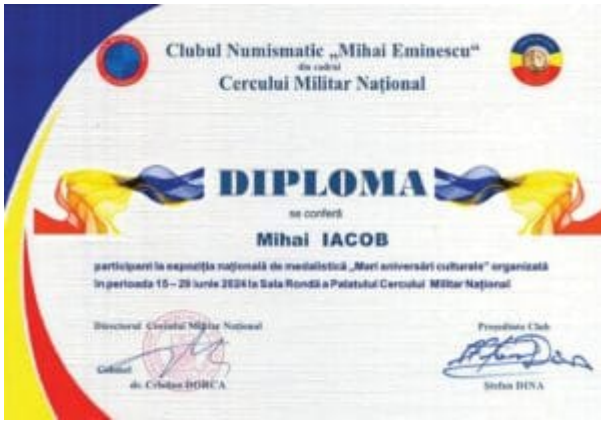 Clubul Numismatic „Mihai Eminescu“
din cadrul
Cercului Militar Național
DIPLOMA
se conferă
Mihai IACOB
participant la expoziția națională de medalistică „Mari aniversări culturale” organizată
în perioada 15 – 29 iunie 2024 la Sala Rondă a Palatului Cercului Militar Național
Directorul Cercului Militar Național
Președinte Club
Colonel
dr. Cristian DORCA
Ștefan DINA